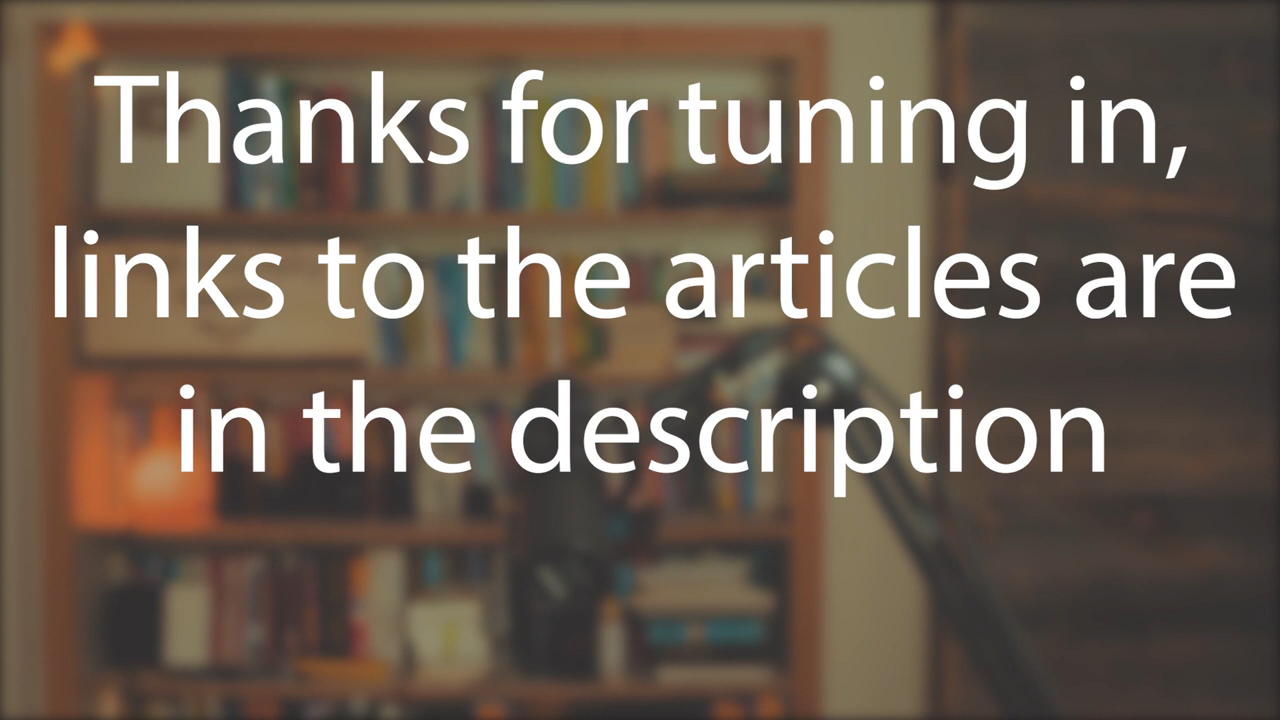 Thanks for tuning in,
links to the articles are
in the description